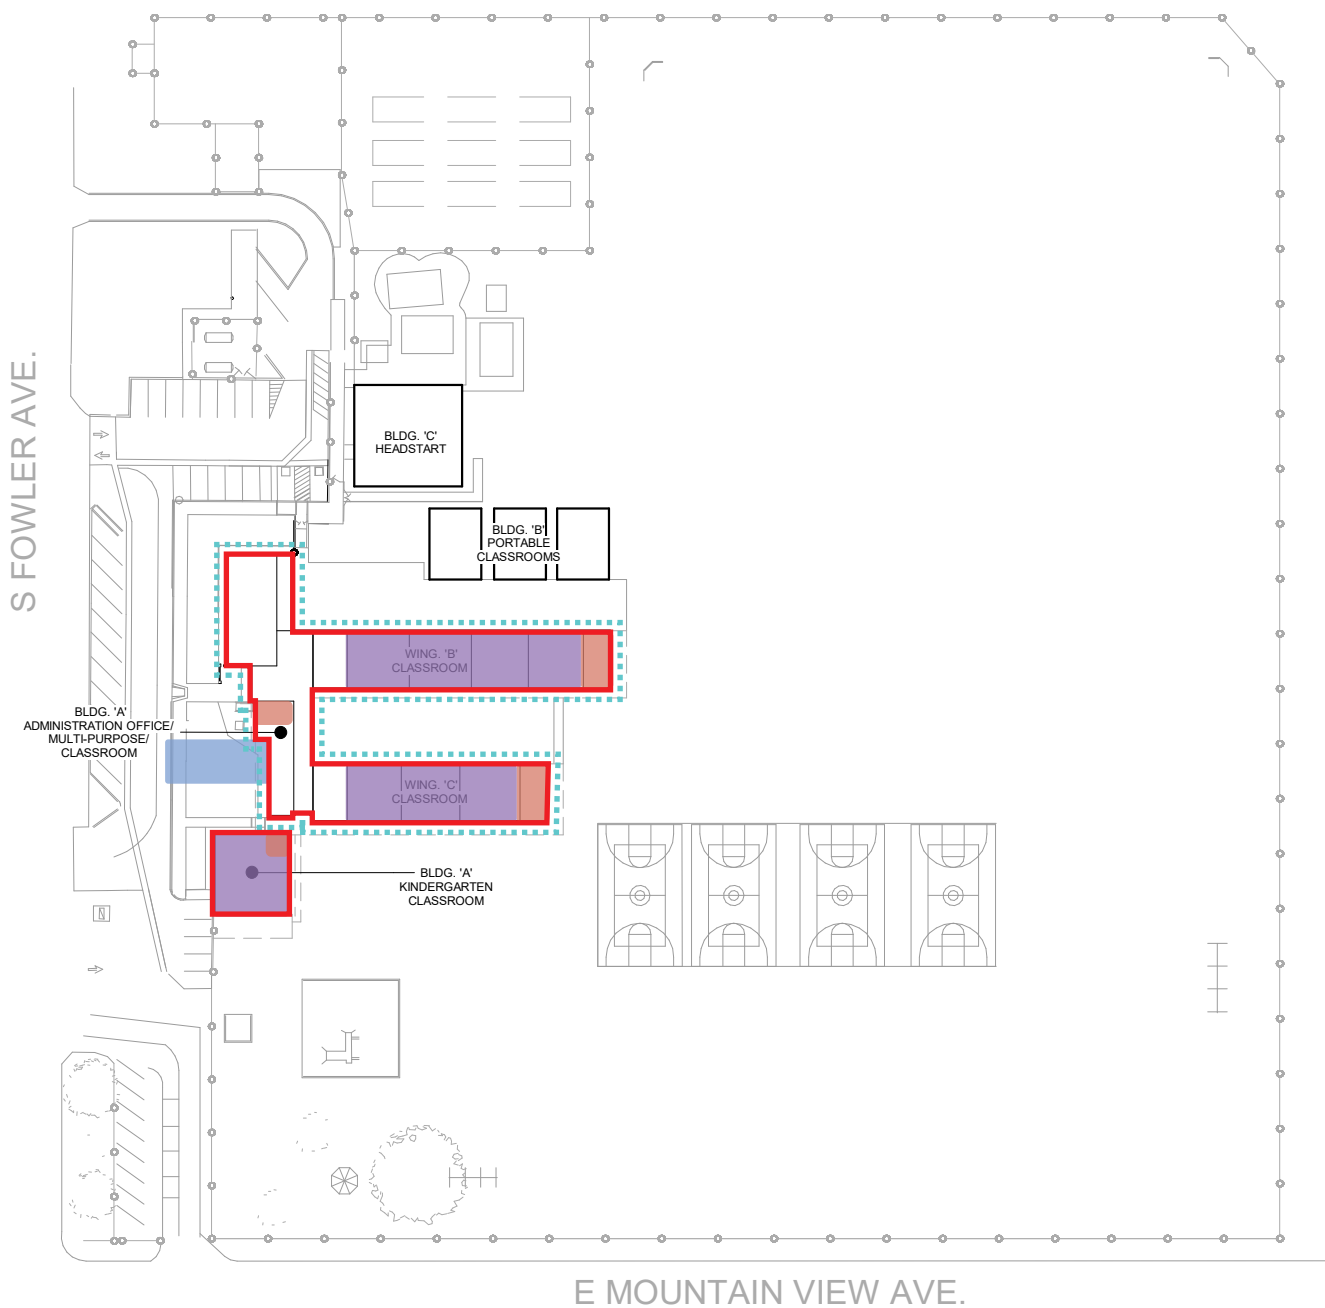 S FOWLER AVE.
BLDG. 'C'
HEADSTART
BLDG. 'B'
PORTABLE
CLASSROOMS
WING. 'B'
CLASSROOM
BLDG. 'A'
ADMINISTRATION OFFICE/
MULTI-PURPOSE/
CLASSROOM
WING. 'C'
CLASSROOM
BLDG. 'A'
KINDERGARTEN
CLASSROOM
E MOUNTAIN VIEW AVE.